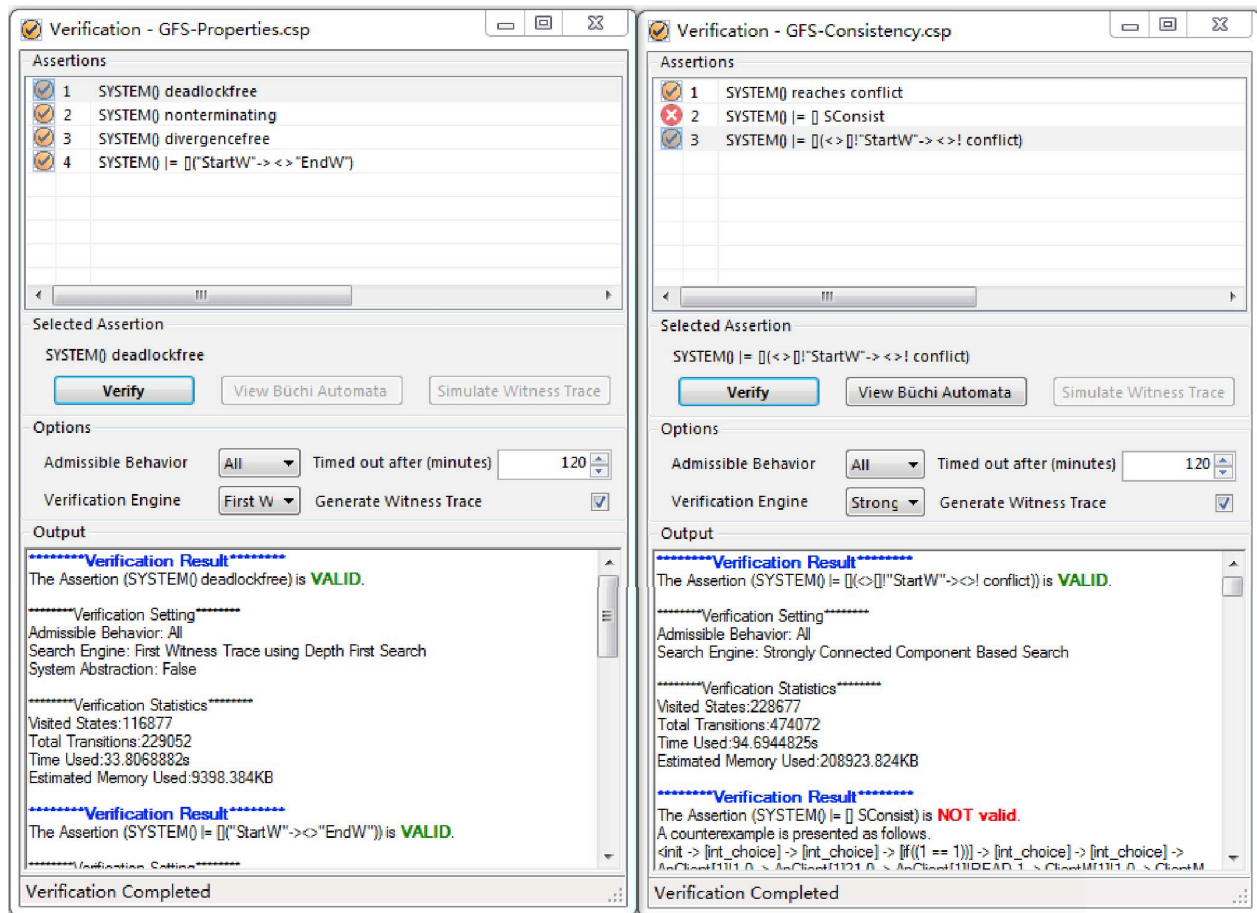 Verification - GFS-Properties.csp
Assertions
1 SYSTEM() deadlockfree
2 SYSTEM() nonterminating
3 SYSTEM() divergencefree
4 SYSTEM() |= []("StartW"-> <>"EndW")
Selected Assertion
SYSTEM() deadlockfree
Verify View Büchi Automata Simulate Witness Trace
Options
Admissible Behavior All Timed out after (minutes) 120
Verification Engine First W Generate Witness Trace
Output
********Verification Result********
The Assertion (SYSTEM() deadlockfree) is VALID.
********Verification Setting********
Admissible Behavior: All
Search Engine: First Witness Trace using Depth First Search
System Abstraction: False
********Verification Statistics********
Visited States:116877
Total Transitions:229052
Time Used:33.8068882s
Estimated Memory Used:9398.384KB
********Verification Result********
The Assertion (SYSTEM() |= []("StartW"-><>"EndW")) is VALID.
********Verification Setting********
Verification Completed
Verification - GFS-Consistency.csp
Assertions
1 SYSTEM() reaches conflict
2 SYSTEM() |= [] SConsist
3 SYSTEM() |= [](<>[]!"StartW"-> <>! conflict)
Selected Assertion
SYSTEM() |= [](<>[]!"StartW"-> <>! conflict)
Verify View Büchi Automata Simulate Witness Trace
Options
Admissible Behavior All Timed out after (minutes) 120
Verification Engine Strong Generate Witness Trace
Output
********Verification Result********
The Assertion (SYSTEM() |= [](<>[]!"StartW"-><>! conflict)) is VALID.
********Verification Setting********
Admissible Behavior: All
Search Engine: Strongly Connected Component Based Search
********Verification Statistics********
Visited States:228677
Total Transitions:474072
Time Used:94.6944825s
Estimated Memory Used:208923.824KB
********Verification Result********
The Assertion (SYSTEM() |= [] SConsist) is NOT valid.
A counterexample is presented as follows.
<init -> [int_choice] -> [int_choice] -> [if((1 == 1))] -> [int_choice] -> [int_choice] ->
Verification Completed